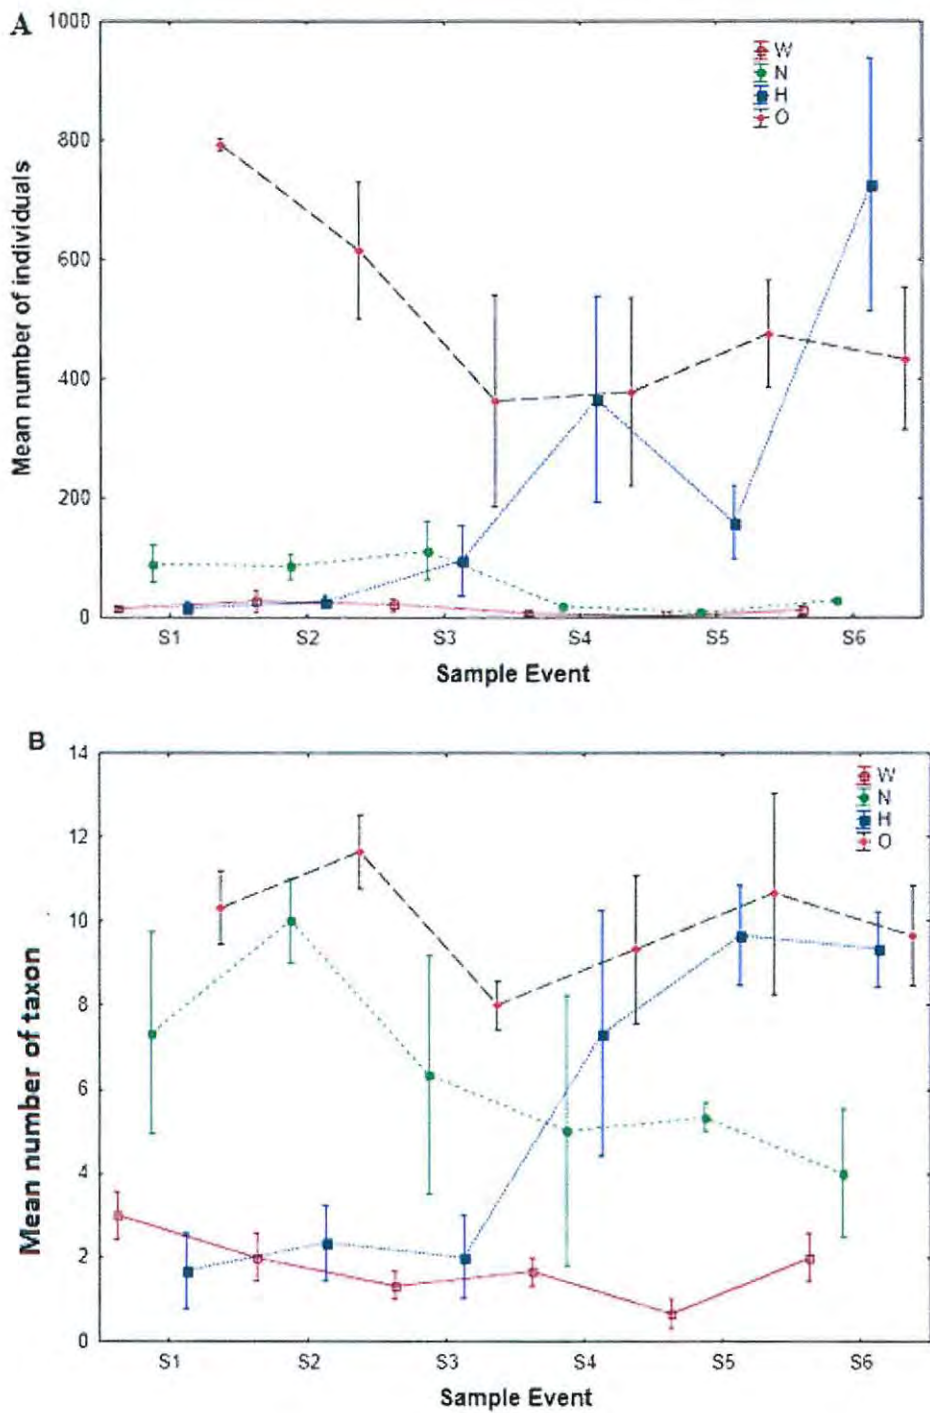 A
1000
800
600
400
200
0
Mean number of individuals
W
N
H
O
S1 S2 S3 S4 S5 S6
Sample Event
B
14
12
10
8
6
4
2
0
Mean number of taxon
W
N
H
O
S1 S2 S3 S4 S5 S6
Sample Event